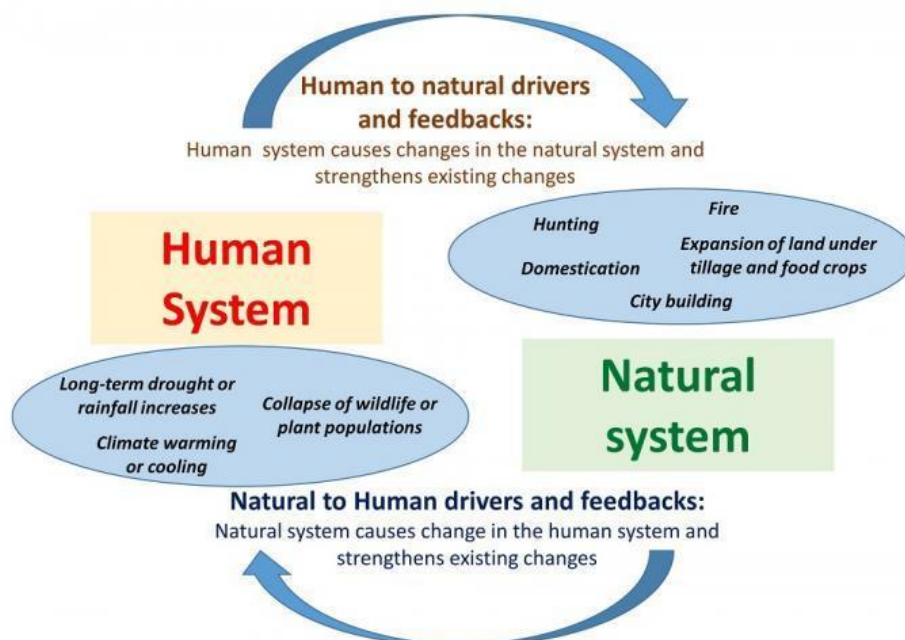 Human to natural drivers
and feedbacks:
Human system causes changes in the natural system and
strengthens existing changes
Human
System
Hunting
Fire
Domestication
Expansion of land under
tillage and food crops
City building
Long-term drought or
rainfall increases
Collapse of wildlife or
plant populations
Climate warming
or cooling
Natural
system
Natural to Human drivers and feedbacks:
Natural system causes change in the human system and
strengthens existing changes